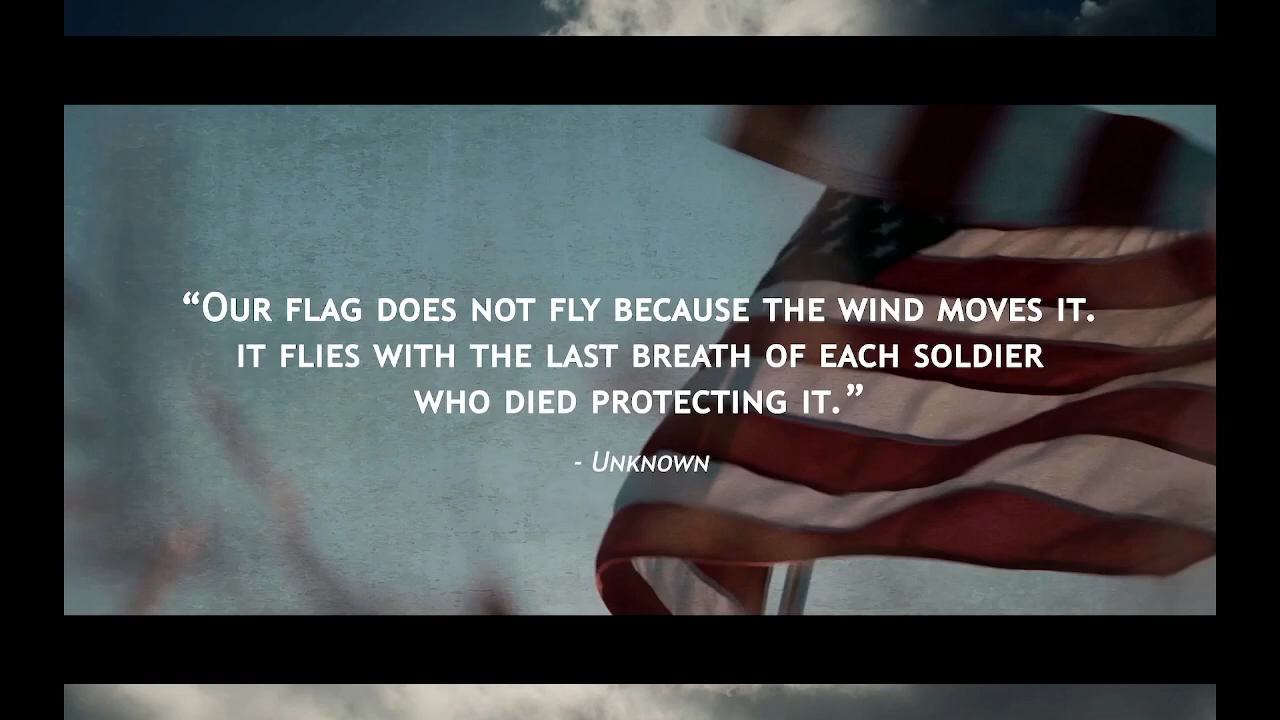 “Our flag does not fly because the wind moves it.
it flies with the last breath of each soldier
who died protecting it.”
- Unknown